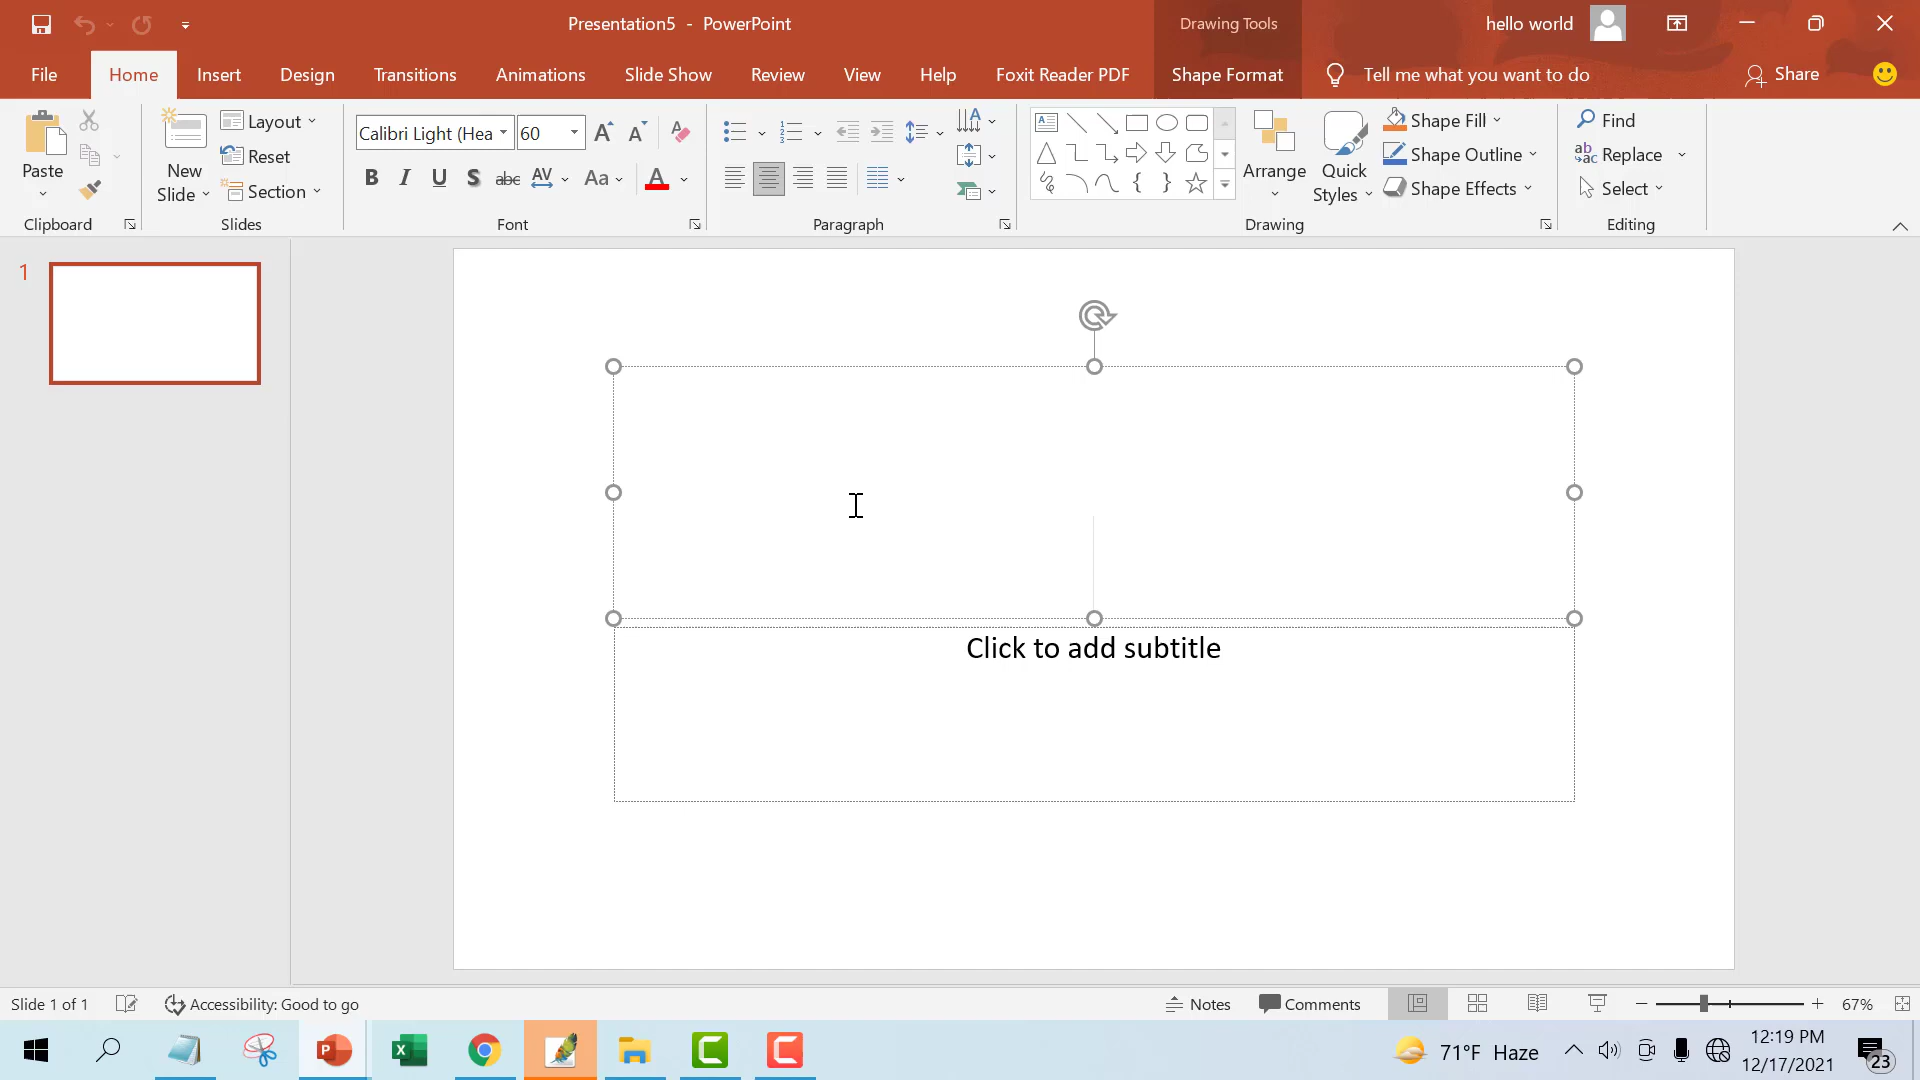 Presentation5 - PowerPoint
Drawing Tools
hello world
File Home Insert Design Transitions Animations Slide Show Review View Help Foxit Reader PDF Shape Format Tell me what you want to do Share
Paste
New
Slide
Layout
Reset
Section
Calibri Light (Hea 60
B I U S abc AV Aa A
Arrange
Quick
Styles
Shape Fill
Shape Outline
Shape Effects
Find
Replace
Select
Clipboard Slides Font Paragraph Drawing Editing
1
Click to add subtitle
Slide 1 of 1 Accessibility: Good to go Notes Comments 67%
71°F Haze
12:19 PM
12/17/2021
23